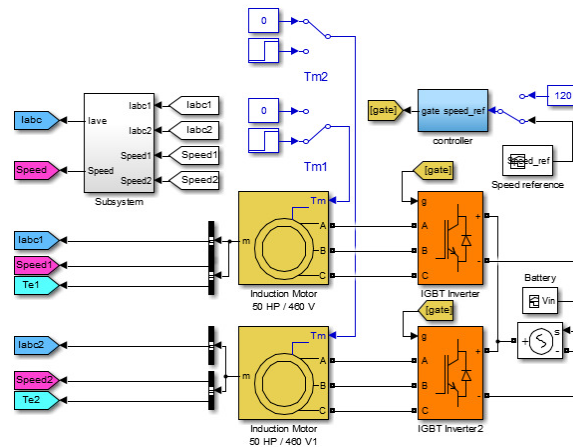 0
Tm2
0
Tm1
120
Iabc
Iave
Speed
Speed
Iabc1
Iabc2
Speed1
Speed2
Iabc1
Iabc2
Speed1
Speed2
Subsystem
[gate]
gate speed_ref
controller
Speed_ref
Speed reference
[gate]
Iabc1
Speed1
Te1
m
Tm
A
B
C
Induction Motor
50 HP / 460 V
g
A
B
C
+
-
IGBT Inverter
Battery
Vin
s
+
-
[gate]
Iabc2
Speed2
Te2
m
Tm
A
B
C
Induction Motor
50 HP / 460 V1
g
A
B
C
+
-
IGBT Inverter2